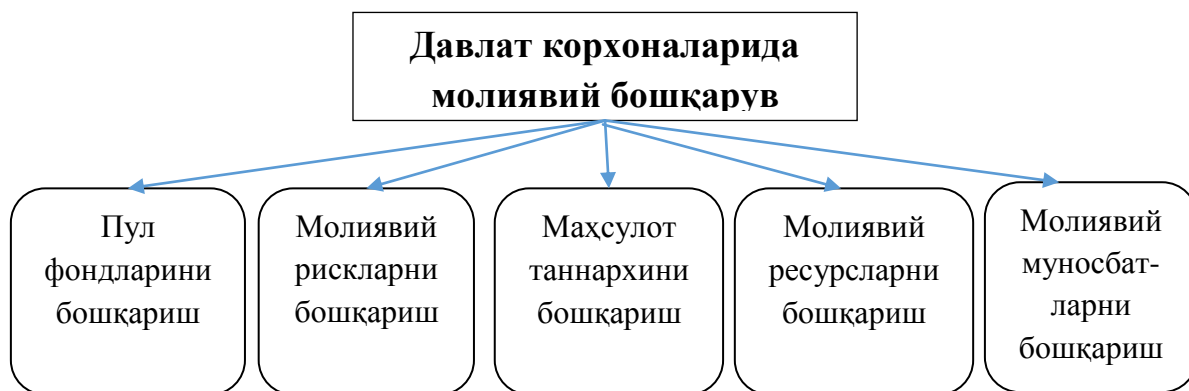 Давлат корхоналарида
молиявий бошқарув
Пул
фондларини
бошқариш
Молиявий
рискларни
бошқариш
Маҳсулот
таннархини
бошқариш
Молиявий
ресурсларни
бошқариш
Молиявий
муносбат-
ларни
бошқариш